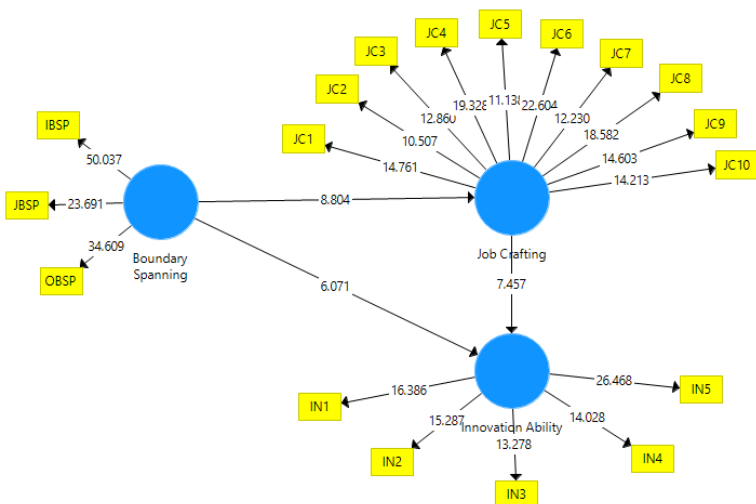 JC5
JC4
JC6
JC3
JC7
JC2
JC8
JC1
JC9
JC10
IBSP
JBSP
OBSP
19.328
22.604
12.860
12.230
10.507
18.582
14.761
14.603
14.213
50.037
23.691
34.609
8.804
Boundary
Spanning
Job Crafting
6.071
7.457
16.386
26.468
15.287
Innovation Ability
14.028
13.278
IN1
IN2
IN3
IN4
IN5